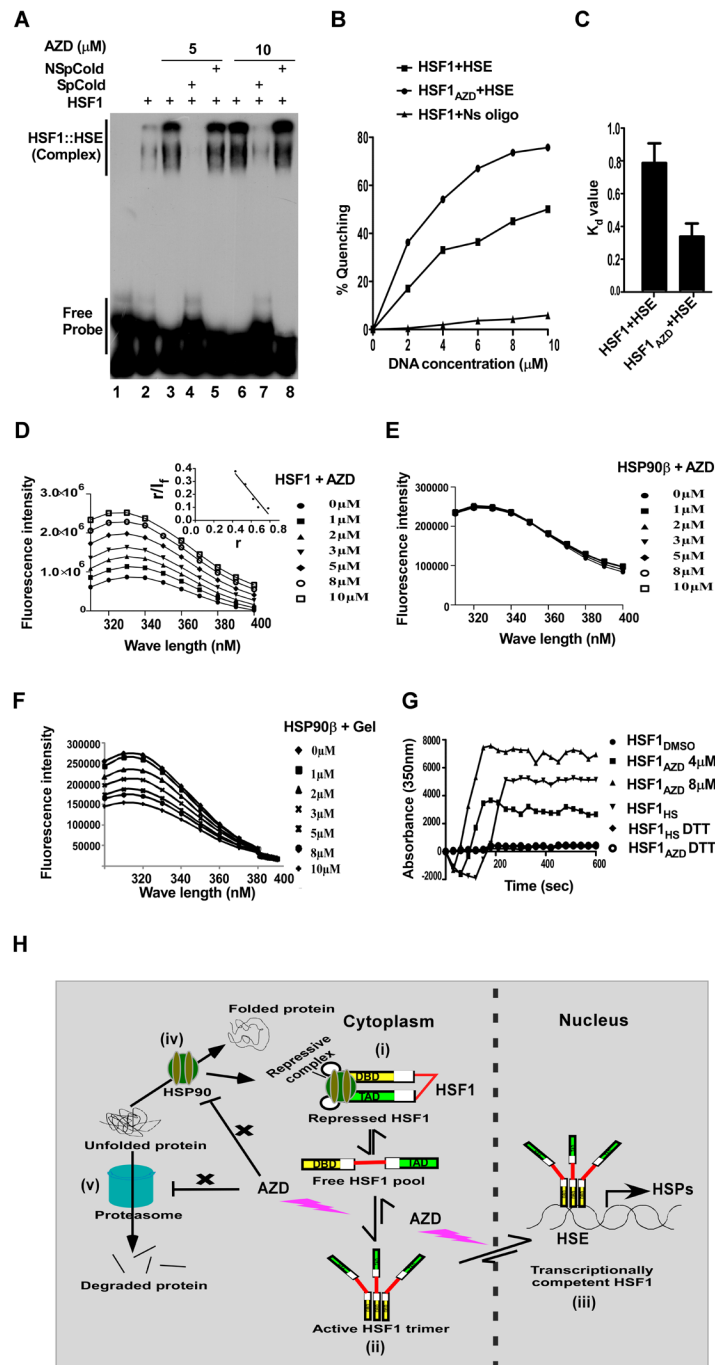 A
AZD (μM) 5 10
NSpCold + +
SpCold + +
HSF1 + + + + + + +
HSF1::HSE
(Complex)
Free
Probe
1 2 3 4 5 6 7 8
B
HSF1+HSE
HSF1AZD+HSE
HSF1+Ns oligo
% Quenching
80
60
40
20
0
0 2 4 6 8 10
DNA concentration (μM)
C
Kd value
1.0
0.8
0.6
0.4
0.2
0.0
HSF1+HSE
HSF1AZD+HSE
D
Fluorescence intensity
3.0×10⁶
2.0×10⁶
1.0×10⁶
0
320 340 360 380 400
Wave length (nM)
r/If
0.4
0.3
0.2
0.1
0
0 0.2 0.4 0.6 0.8
r
HSF1 + AZD
0μM
1μM
2μM
3μM
5μM
8μM
10μM
E
Fluorescence intensity
300000
200000
100000
0
320 340 360 380 400
Wave length (nM)
HSP90β + AZD
0μM
1μM
2μM
3μM
5μM
8μM
10μM
F
Fluorescence intensity
300000
250000
200000
150000
100000
50000
320 340 360 380 400
Wave length (nM)
HSP90β + Gel
0μM
1μM
2μM
3μM
5μM
8μM
10μM
G
Absorbance (350nm)
8000
6000
4000
2000
0
-2000
200 400 600
Time (sec)
HSF1DMSO
HSF1AZD 4μM
HSF1AZD 8μM
HSF1HS
HSF1HS DTT
HSF1AZD DTT
H
Cytoplasm
Nucleus
Folded protein
(iv)
HSP90
Repressive
complex
(i)
DBD
TAD
HSF1
Repressed HSF1
Unfolded protein
DBD TAD
Free HSF1 pool
(v)
Proteasome
AZD
AZD
HSPs
HSE
Transcriptionally
competent HSF1
(iii)
Degraded protein
Active HSF1 trimer
(ii)